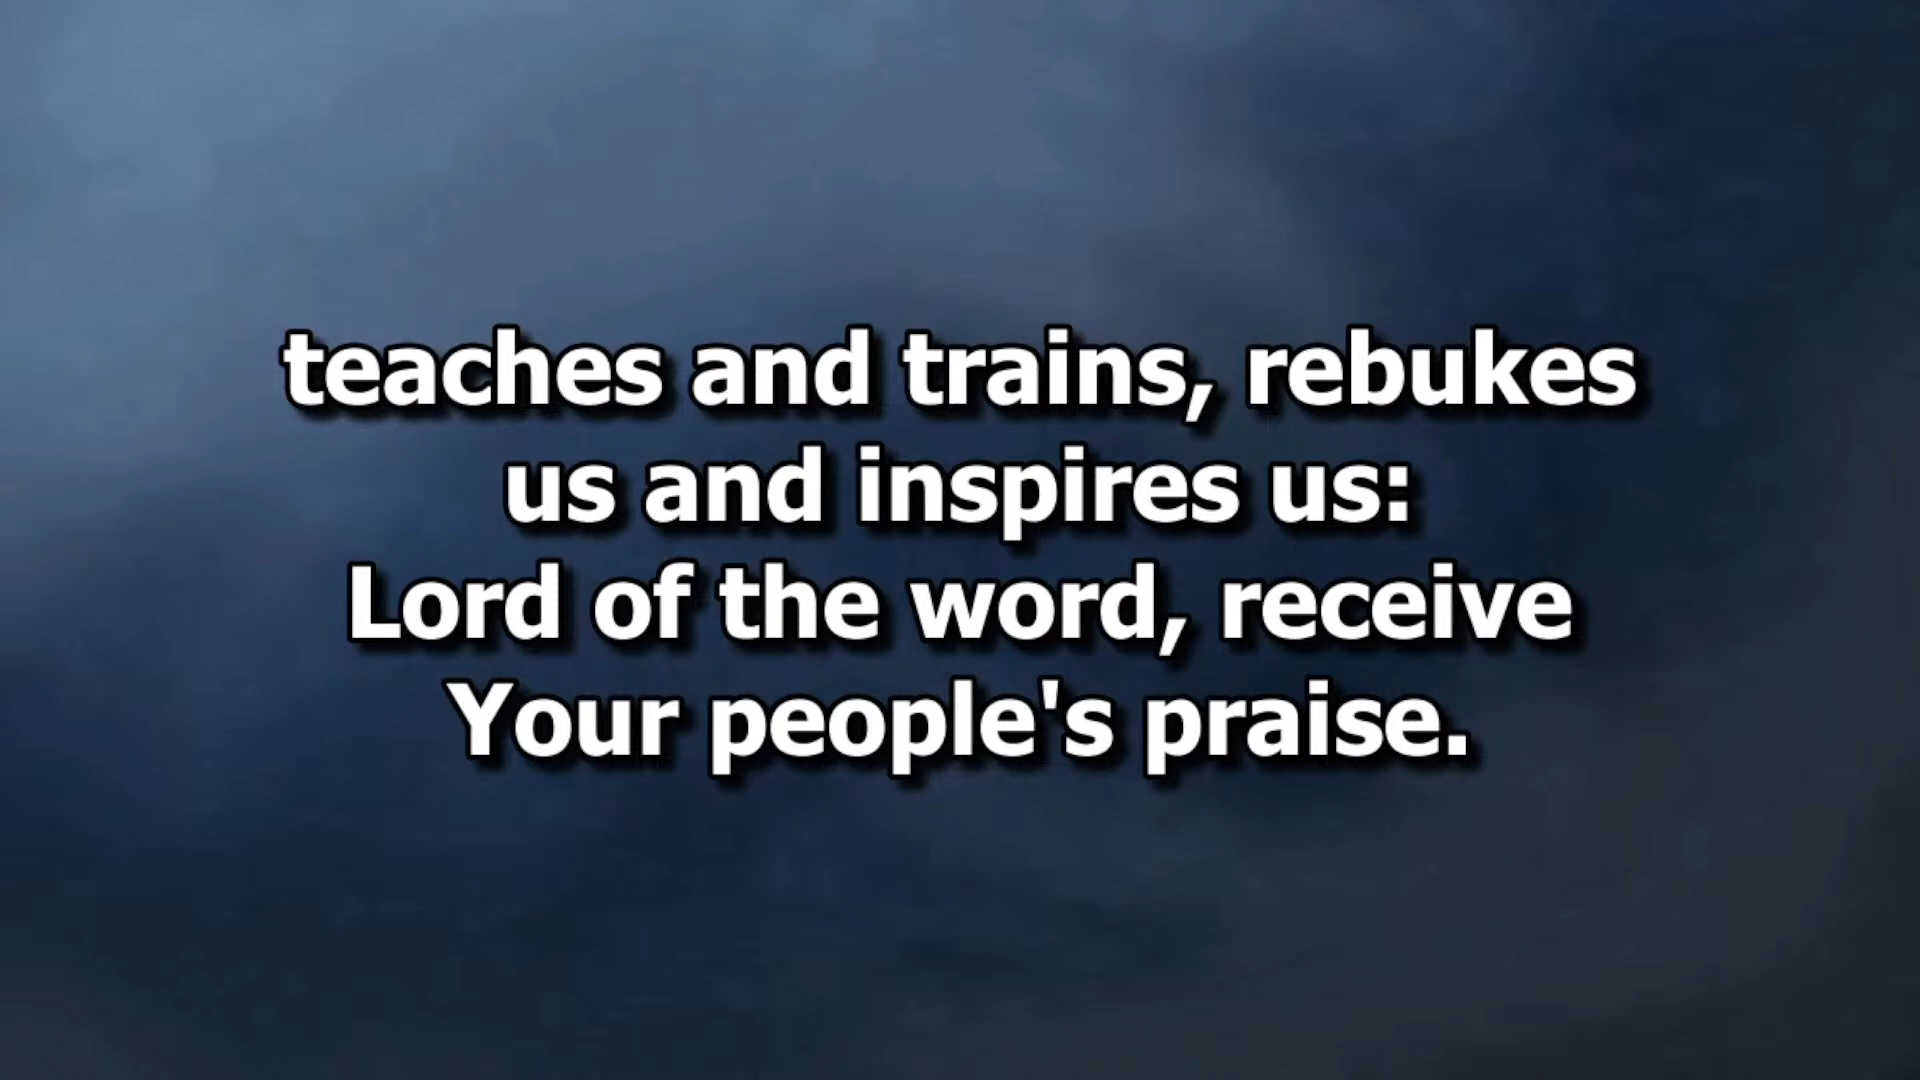 teaches and trains, rebukes
us and inspires us:
Lord of the word, receive
Your people's praise.